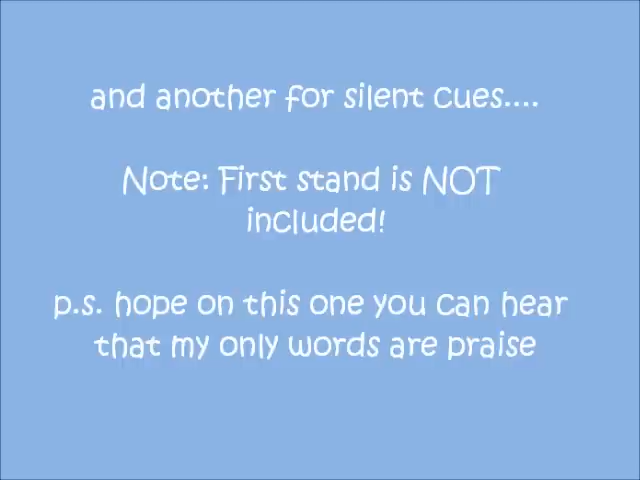 and another for silent cues....
Note: First stand is NOT
included!
p.s. hope on this one you can hear
that my only words are praise